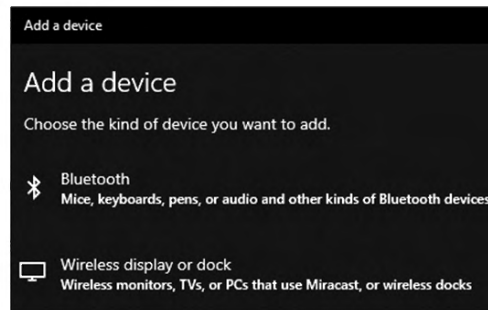 Add a device
Add a device
Choose the kind of device you want to add.
Bluetooth
Mice, keyboards, pens, or audio and other kinds of Bluetooth devices
Wireless display or dock
Wireless monitors, TVs, or PCs that use Miracast, or wireless docks